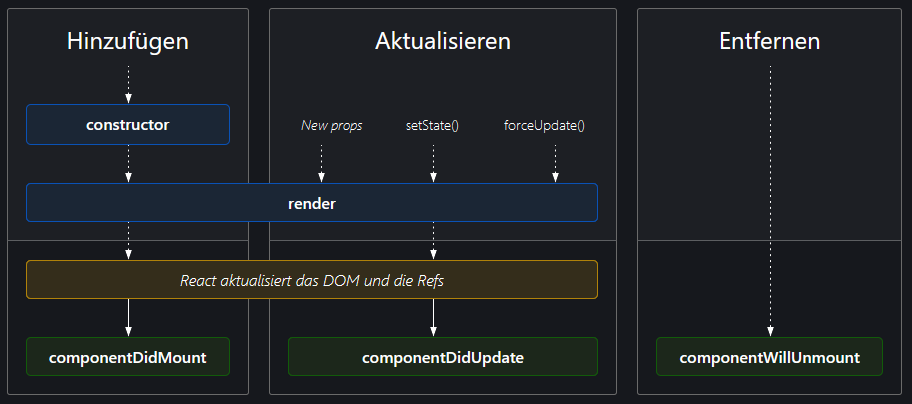 Hinzufügen
Aktualisieren
Entfernen
constructor
New props
setState()
forceUpdate()
render
React aktualisiert das DOM und die Refs
componentDidMount
componentDidUpdate
componentWillUnmount